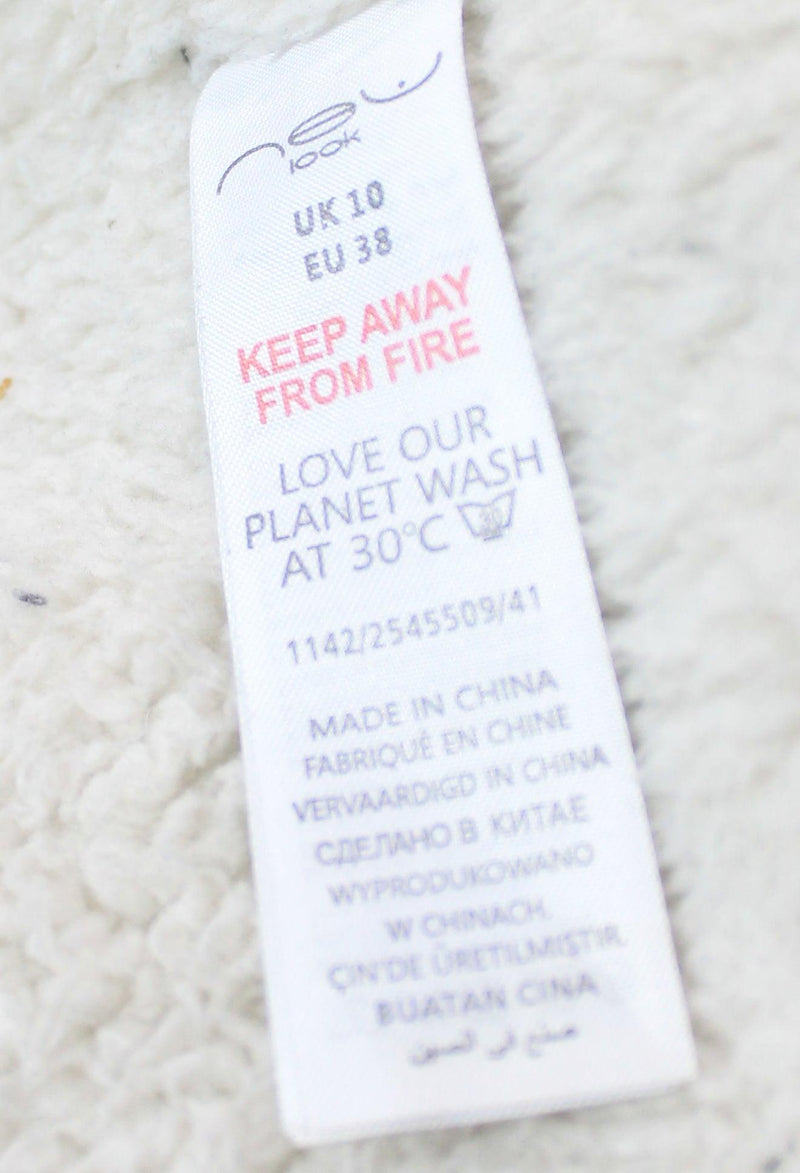 new
look
UK 10
EU 38
KEEP AWAY
FROM FIRE
LOVE OUR
PLANET WASH
AT 30°C 30
1142/2545509/41
MADE IN CHINA
FABRIQUÉ EN CHINE
VERVAARDIGD IN CHINA
СДЕЛАНО В КИТАЕ
WYPRODUKOWANO
W CHINACH.
ÇIN'DE ÜRETILMIŞTIR.
BUATAN CINA
صنع في الصين